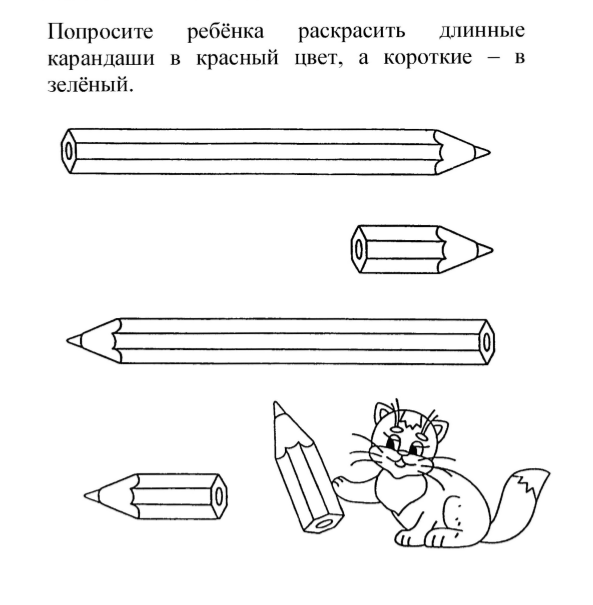 Попросите ребёнка раскрасить длинные
карандаши в красный цвет, а короткие – в
зелёный.